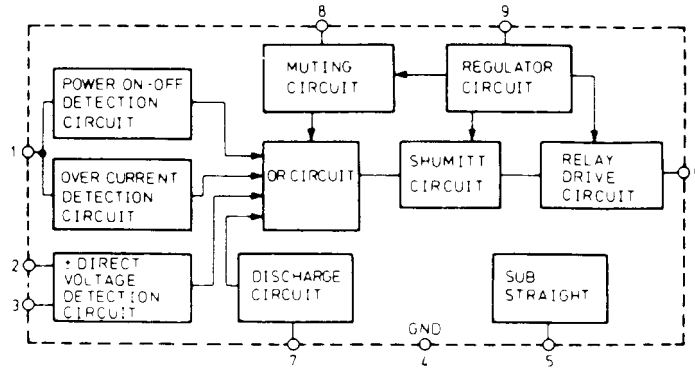 8
9
POWER ON-OFF
DETECTION
CIRCUIT
MUTING
CIRCUIT
REGULATOR
CIRCUIT
1
OVER CURRENT
DETECTION
CIRCUIT
OR CIRCUIT
SHUMITT
CIRCUIT
RELAY
DRIVE
CIRCUIT
2
3
± DIRECT
VOLTAGE
DETECTION
CIRCUIT
DISCHARGE
CIRCUIT
SUB
STRAIGHT
GND
7
4
5